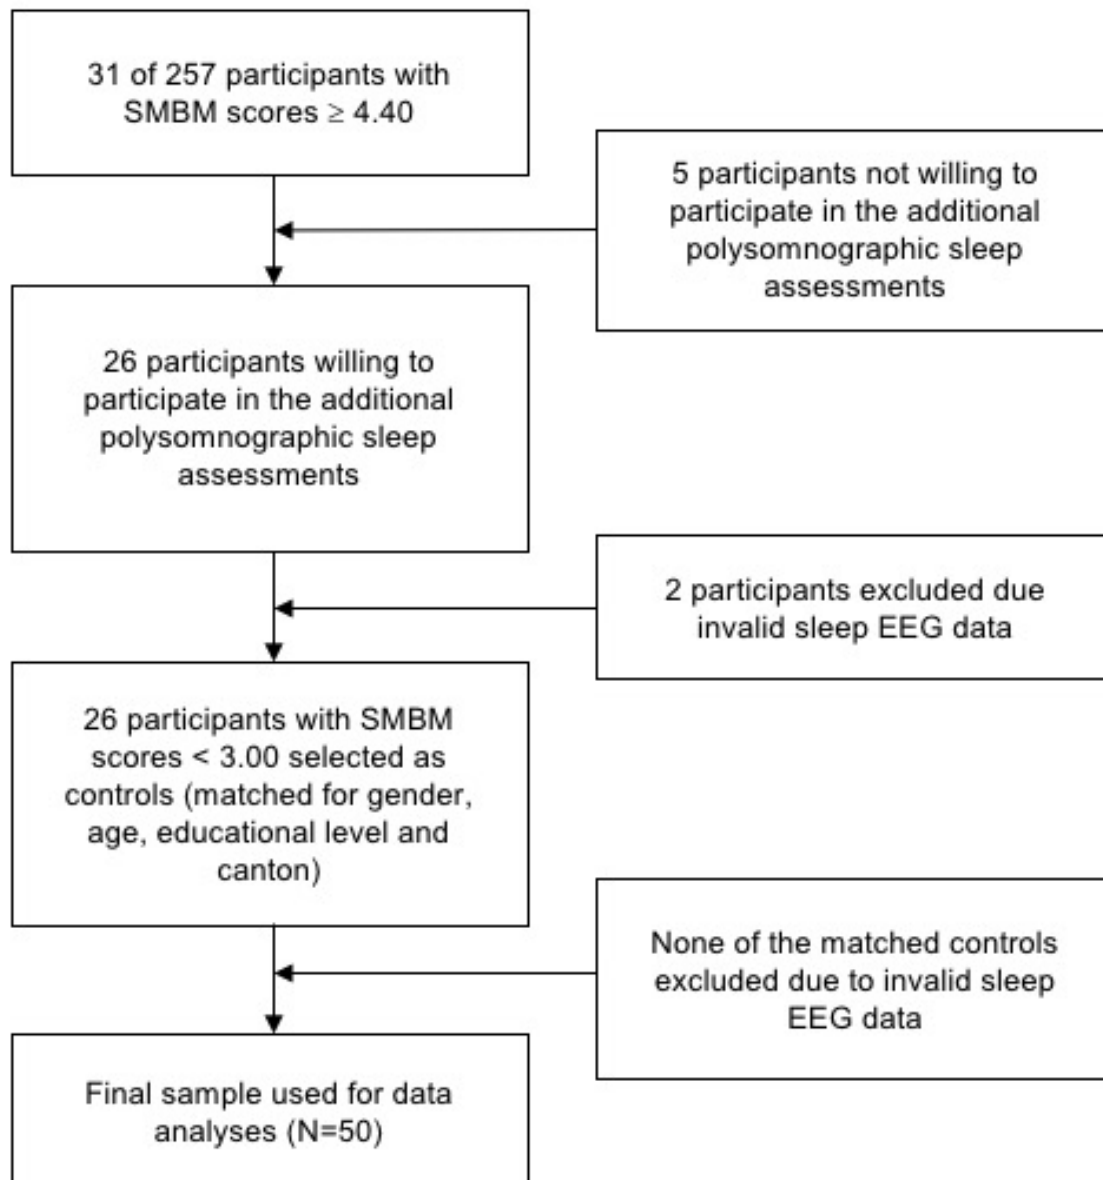 31 of 257 participants with
SMBM scores ≥ 4.40
5 participants not willing to
participate in the additional
polysomnographic sleep
assessments
26 participants willing to
participate in the additional
polysomnographic sleep
assessments
2 participants excluded due
invalid sleep EEG data
26 participants with SMBM
scores < 3.00 selected as
controls (matched for gender,
age, educational level and
canton)
None of the matched controls
excluded due to invalid sleep
EEG data
Final sample used for data
analyses (N=50)